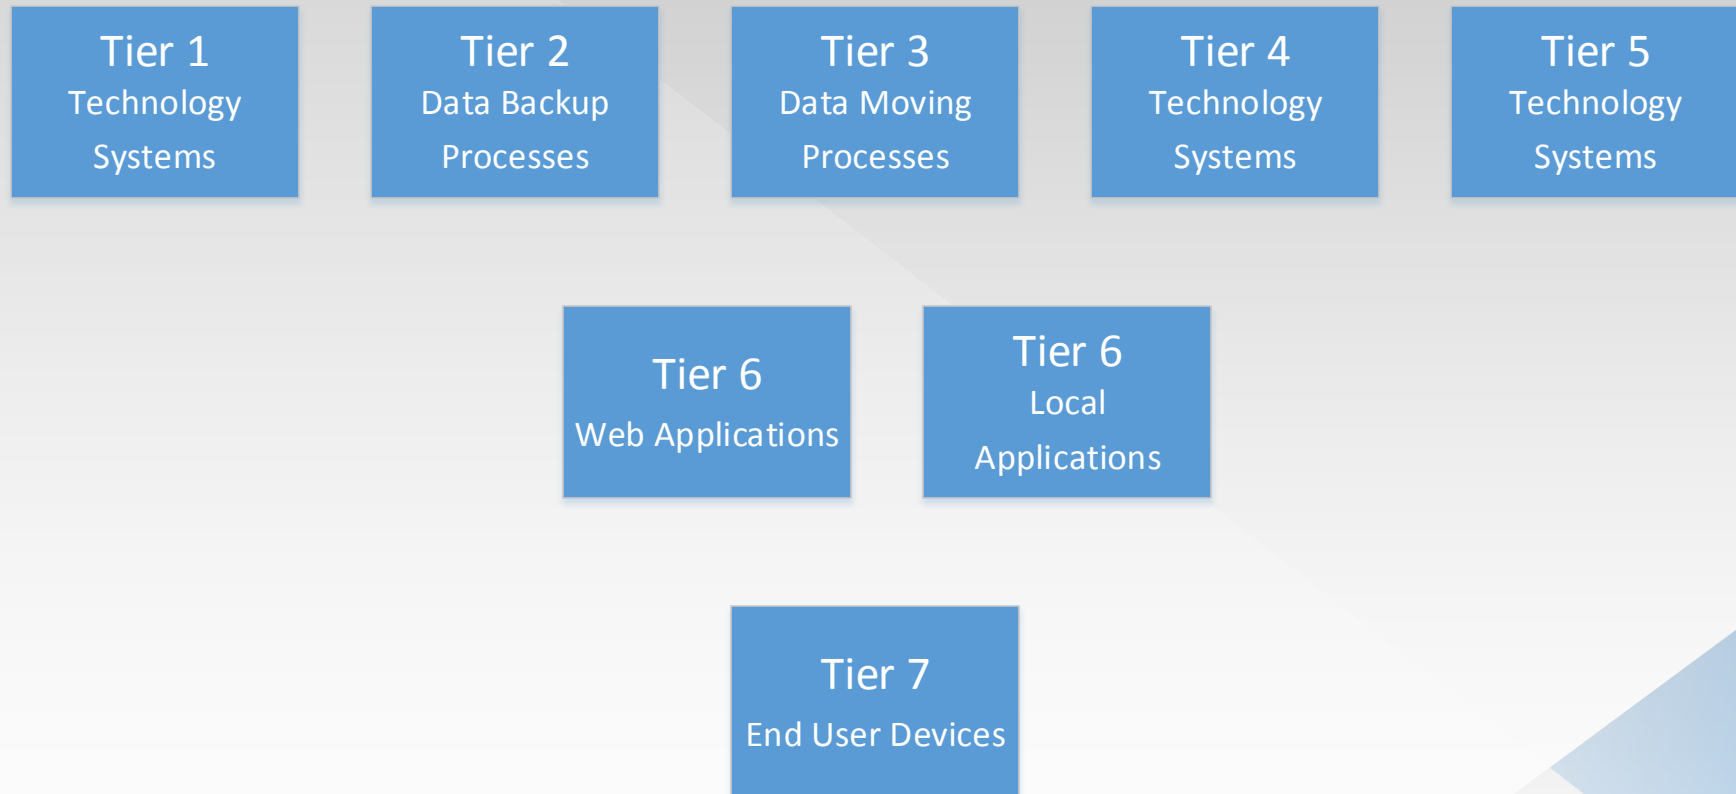 Tier 1
Technology
Systems
Tier 2
Data Backup
Processes
Tier 3
Data Moving
Processes
Tier 4
Technology
Systems
Tier 5
Technology
Systems
Tier 6
Web Applications
Tier 6
Local
Applications
Tier 7
End User Devices